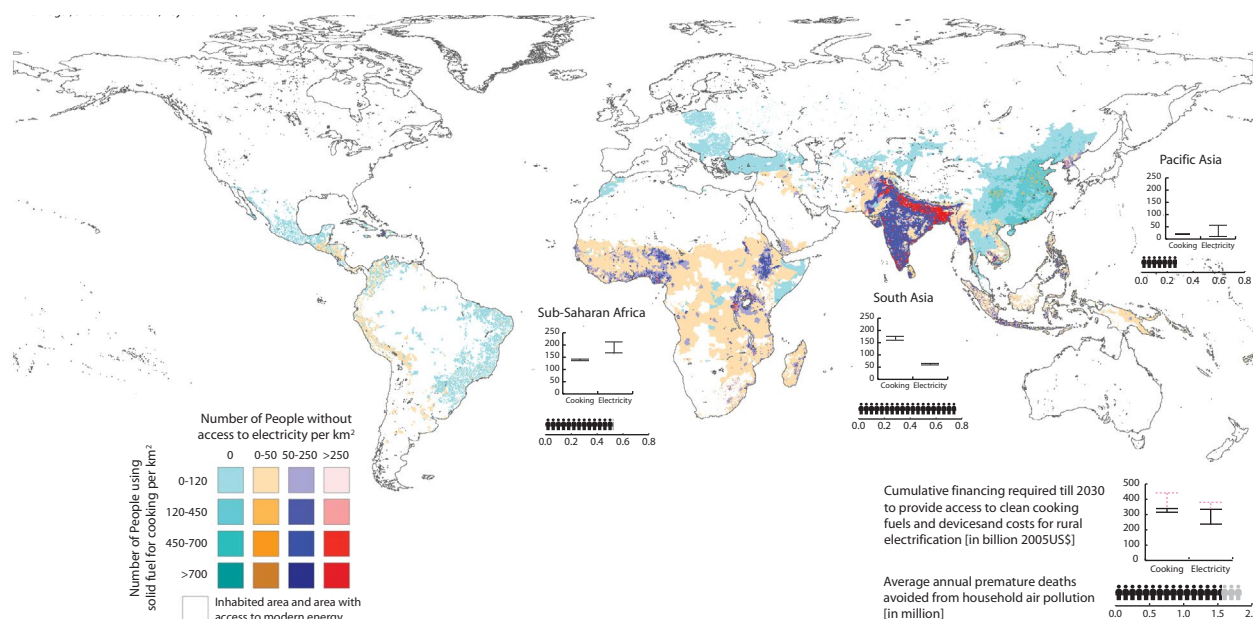 Pacific Asia
250
200
150
100
50
0
Cooking Electricity
0.0 0.2 0.4 0.6 0.8
South Asia
250
200
150
100
50
0
Cooking Electricity
0.0 0.2 0.4 0.6 0.8
Sub-Saharan Africa
250
200
150
100
50
0
Cooking Electricity
0.0 0.2 0.4 0.6 0.8
Number of People without
access to electricity per km²
0 0-50 50-250 >250
Number of People using
solid fuel for cooking per km²
0-120
120-450
450-700
>700
Inhabited area and area with
access to modern energy
Cumulative financing required till 2030
to provide access to clean cooking
fuels and devicesand costs for rural
electrification [in billion 2005US$]
500
400
300
200
100
0
Cooking Electricity
Average annual premature deaths
avoided from household air pollution
[in million]
0.0 0.5 1.0 1.5 2.